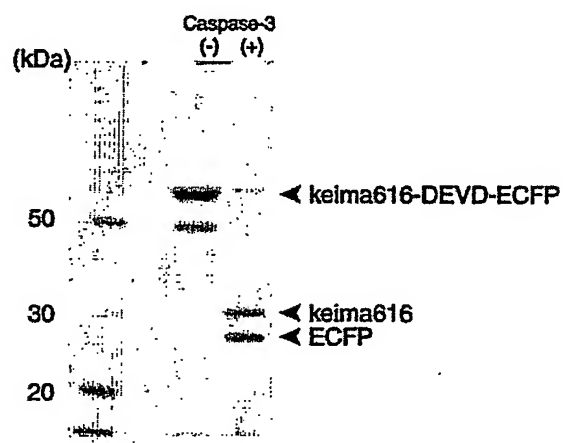 Caspase-3
(kDa) (-) (+)
keima616-DEVD-ECFP
50
30 keima616
ECFP
20